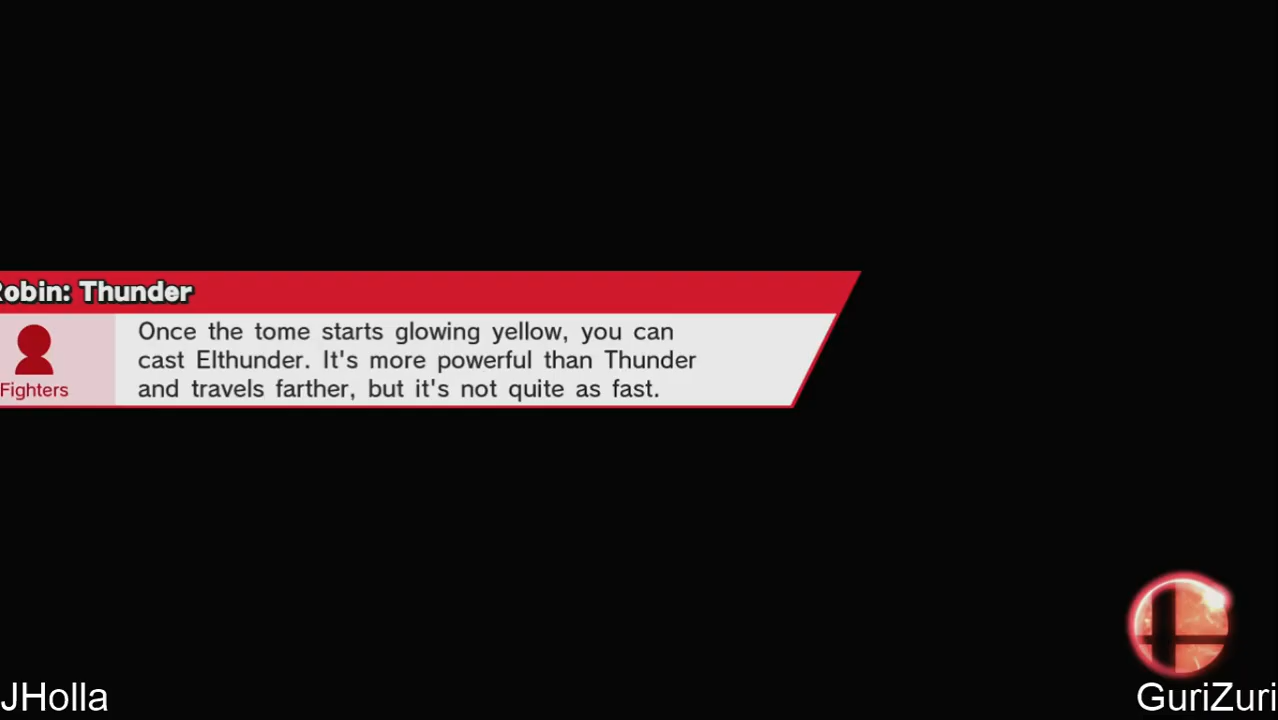 Robin: Thunder
Once the tome starts glowing yellow, you can
cast Elthunder. It's more powerful than Thunder
and travels farther, but it's not quite as fast.
Fighters
JHolla
GuriZuri